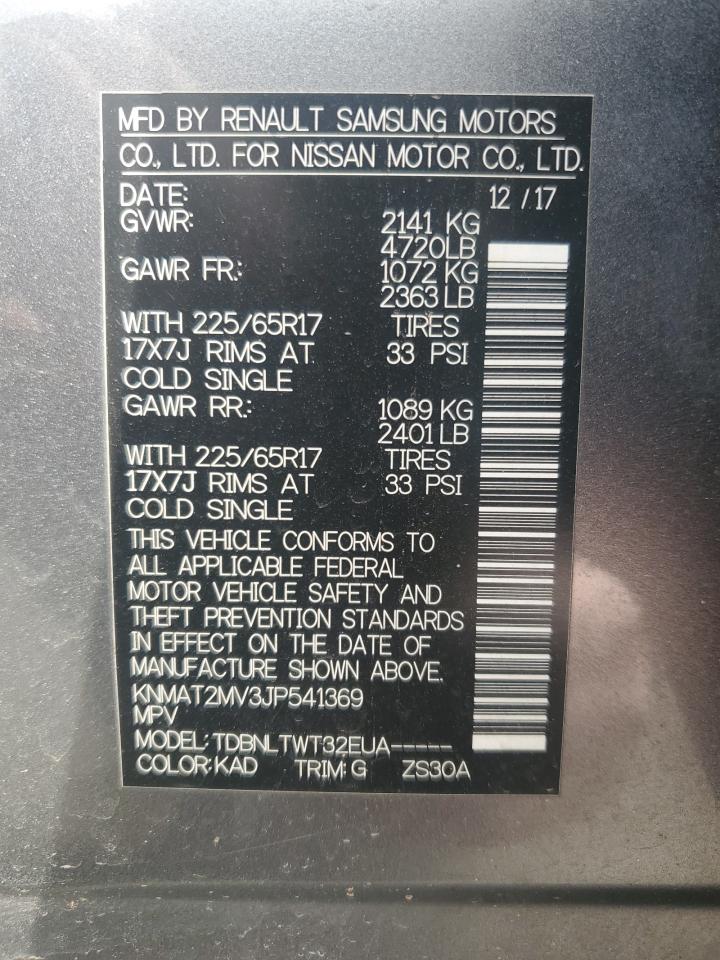 MFD BY RENAULT SAMSUNG MOTORS
CO., LTD. FOR NISSAN MOTOR CO., LTD.
DATE: 12 / 17
GVWR: 2141 KG
4720LB
GAWR FR.: 1072 KG
2363 LB
WITH 225/65R17 TIRES
17X7J RIMS AT 33 PSI
COLD SINGLE
GAWR RR.: 1089 KG
2401 LB
WITH 225/65R17 TIRES
17X7J RIMS AT 33 PSI
COLD SINGLE
THIS VEHICLE CONFORMS TO
ALL APPLICABLE FEDERAL
MOTOR VEHICLE SAFETY AND
THEFT PREVENTION STANDARDS
IN EFFECT ON THE DATE OF
MANUFACTURE SHOWN ABOVE.
KNMAT2MV3JP541369
MPV
MODEL: TDBNLTWT32EUA-----
COLOR: KAD TRIM: G ZS30A